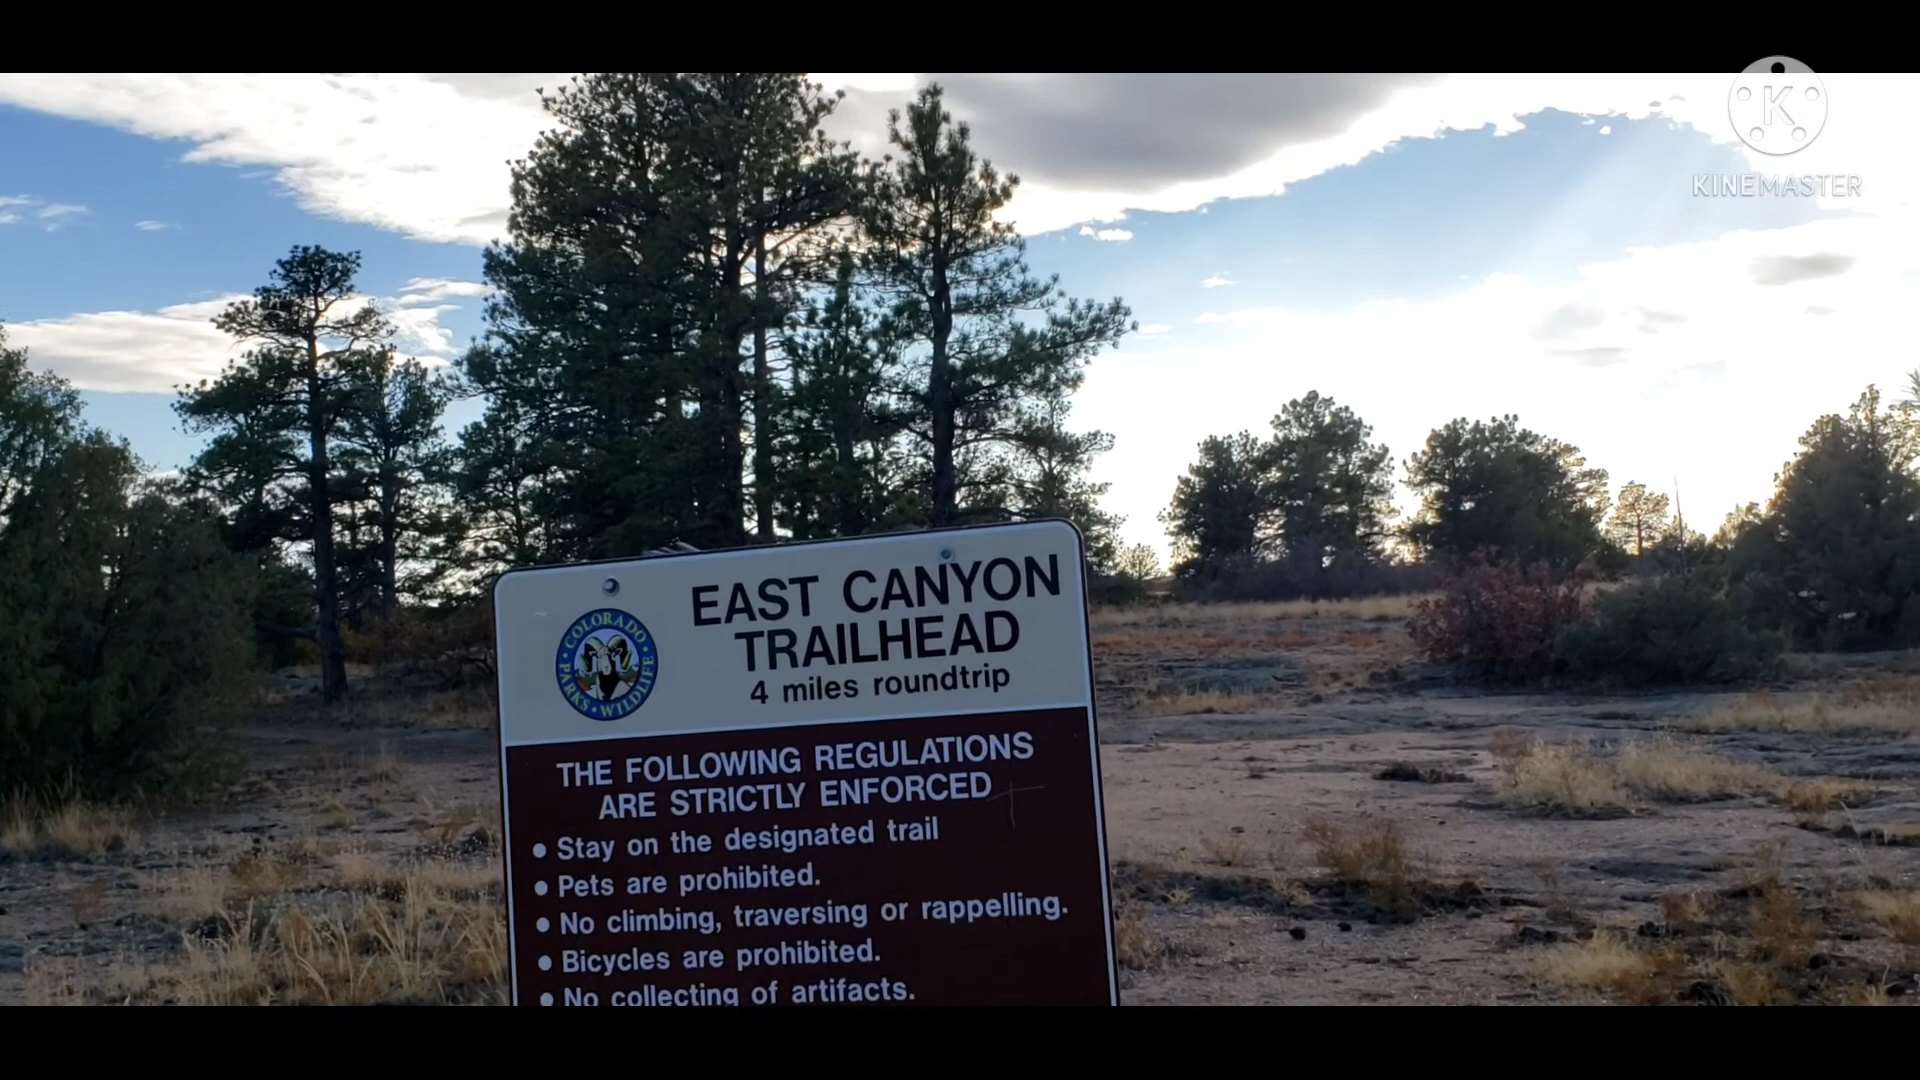 K
KINEMASTER
EAST CANYON
TRAILHEAD
4 miles roundtrip
COLORADO
PARKS • WILDLIFE
THE FOLLOWING REGULATIONS
ARE STRICTLY ENFORCED
• Stay on the designated trail
• Pets are prohibited.
• No climbing, traversing or rappelling.
• Bicycles are prohibited.
• No collecting of artifacts.